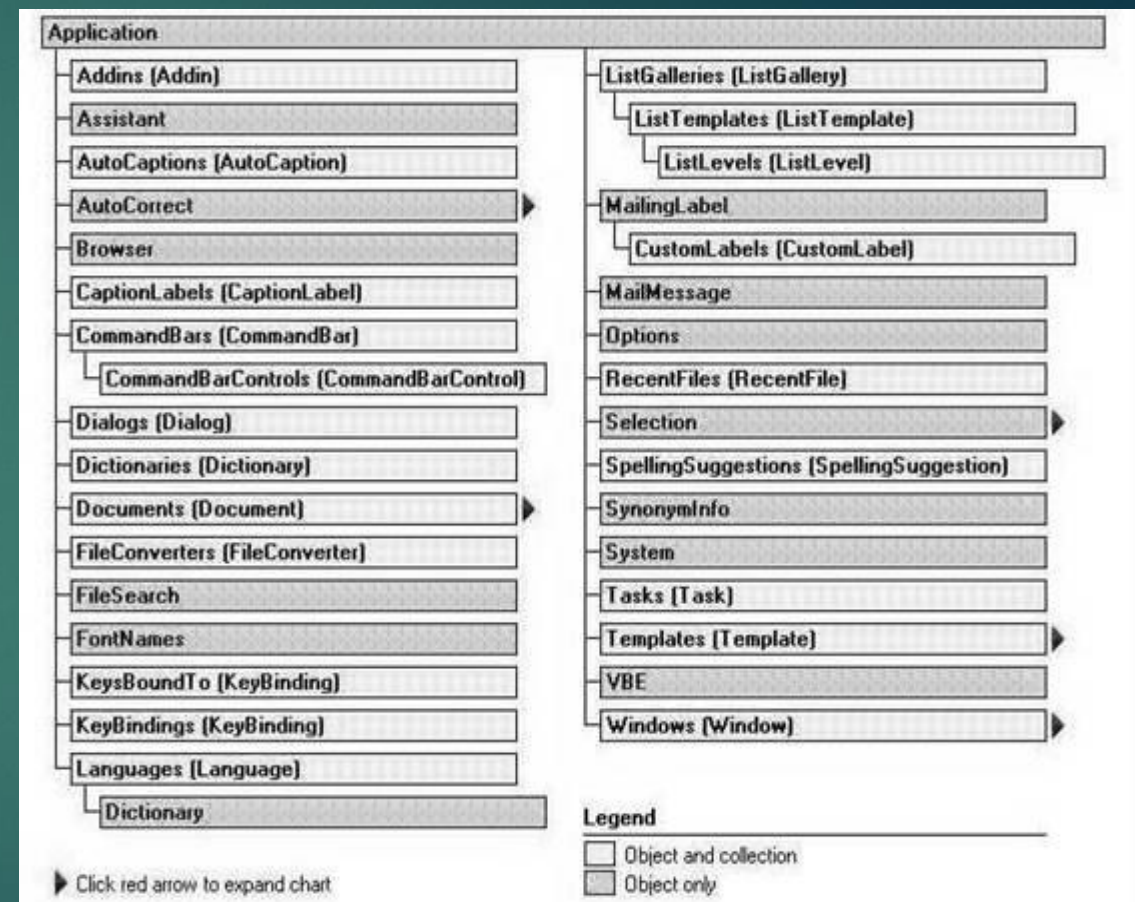 Application
Addins (Addin)
Assistant
AutoCaptions (AutoCaption)
AutoCorrect
Browser
CaptionLabels (CaptionLabel)
CommandBars (CommandBar)
CommandBarControls (CommandBarControl)
Dialogs (Dialog)
Dictionaries (Dictionary)
Documents (Document)
FileConverters (FileConverter)
FileSearch
FontNames
KeysBoundTo (KeyBinding)
KeyBindings (KeyBinding)
Languages (Language)
Dictionary
Click red arrow to expand chart
ListGalleries (ListGallery)
ListTemplates (ListTemplate)
ListLevels (ListLevel)
MailingLabel
CustomLabels (CustomLabel)
MailMessage
Options
RecentFiles (RecentFile)
Selection
SpellingSuggestions (SpellingSuggestion)
SynonymInfo
System
Tasks (Task)
Templates (Template)
VBE
Windows (Window)
Legend
Object and collection
Object only